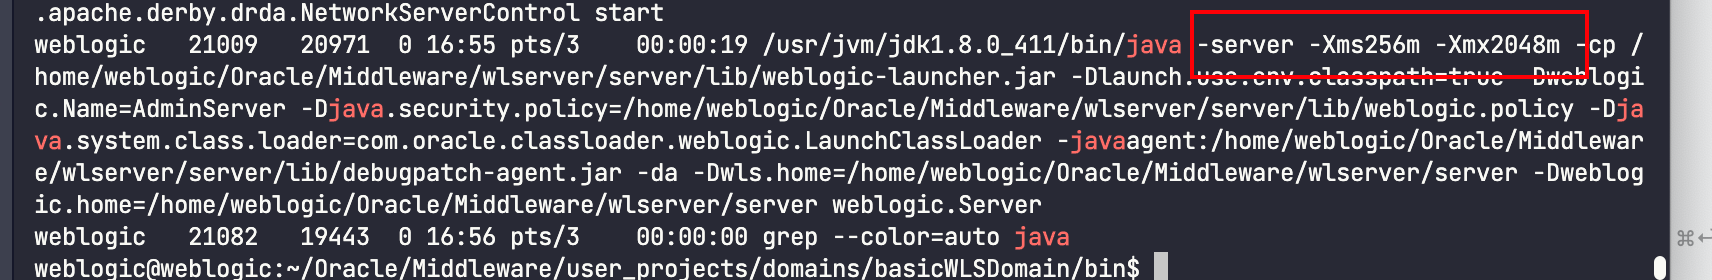 .apache.derby.drda.NetworkServerControl start
weblogic   21009   20971  0 16:55 pts/3    00:00:19 /usr/jvm/jdk1.8.0_411/bin/java -server -Xms256m -Xmx2048m -cp /
home/weblogic/Oracle/Middleware/wlserver/server/lib/weblogic-launcher.jar -Dlaunch.use.env.classpath=true -Dweblogi
c.Name=AdminServer -Djava.security.policy=/home/weblogic/Oracle/Middleware/wlserver/server/lib/weblogic.policy -Dja
va.system.class.loader=com.oracle.classloader.weblogic.LaunchClassLoader -javaagent:/home/weblogic/Oracle/Middlewar
e/wlserver/server/lib/debugpatch-agent.jar -da -Dwls.home=/home/weblogic/Oracle/Middleware/wlserver/server -Dweblog
ic.home=/home/weblogic/Oracle/Middleware/wlserver/server weblogic.Server
weblogic   21082   19443  0 16:56 pts/3    00:00:00 grep --color=auto java
weblogic@weblogic:~/Oracle/Middleware/user_projects/domains/basicWLSDomain/bin$